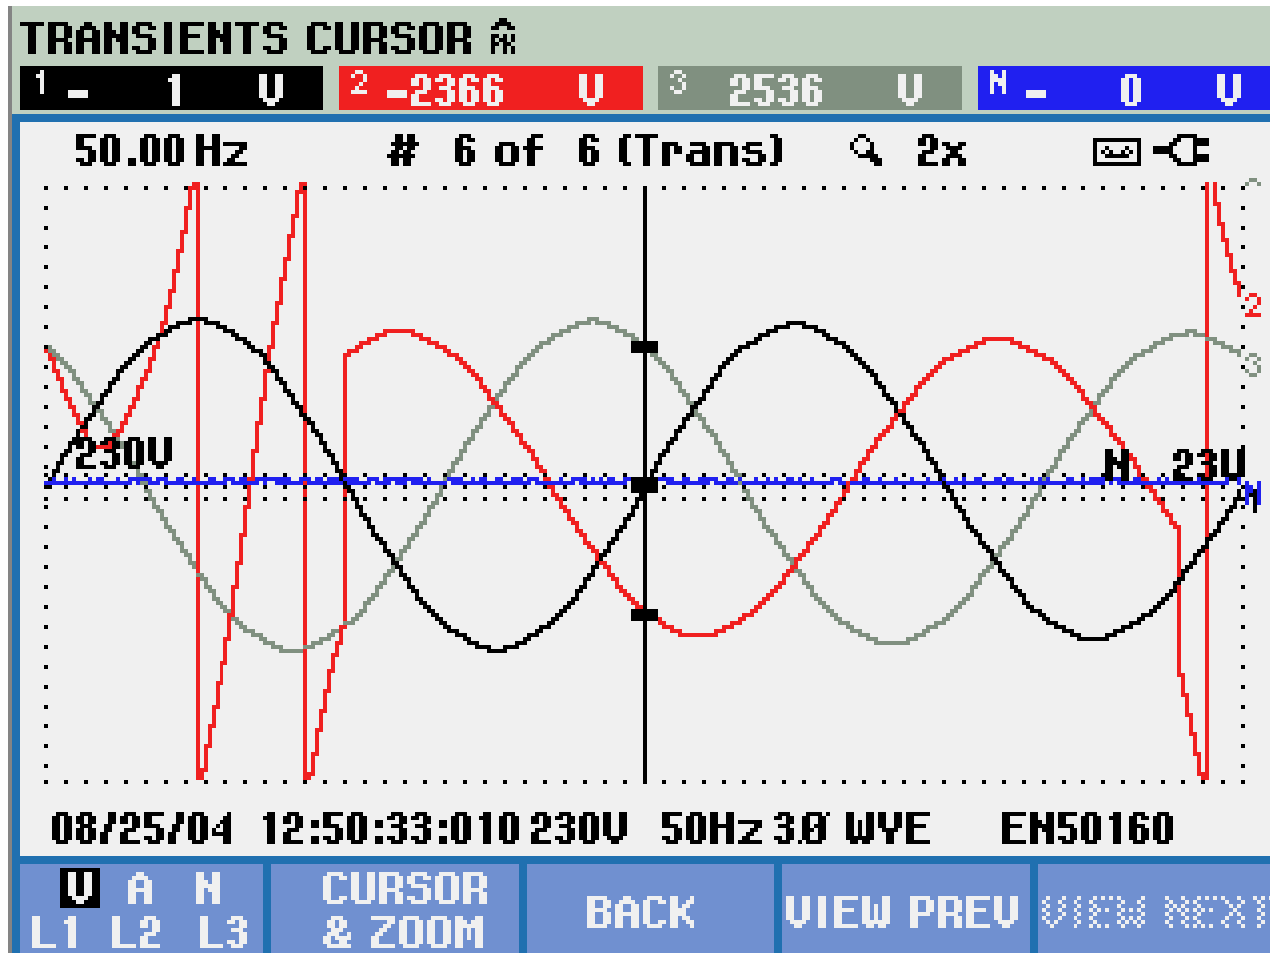 TRANSIENTS CURSOR
1 - 1 V 2 -2366 V 3 2536 V N - 0 V
50.00 Hz # 6 of 6 (Trans) 2x
2
3
230V N 23V
N
08/25/04 12:50:33:010 230V 50Hz 3Ø WYE EN50160
V A N CURSOR BACK VIEW PREV VIEW NEXT
L1 L2 L3 & ZOOM